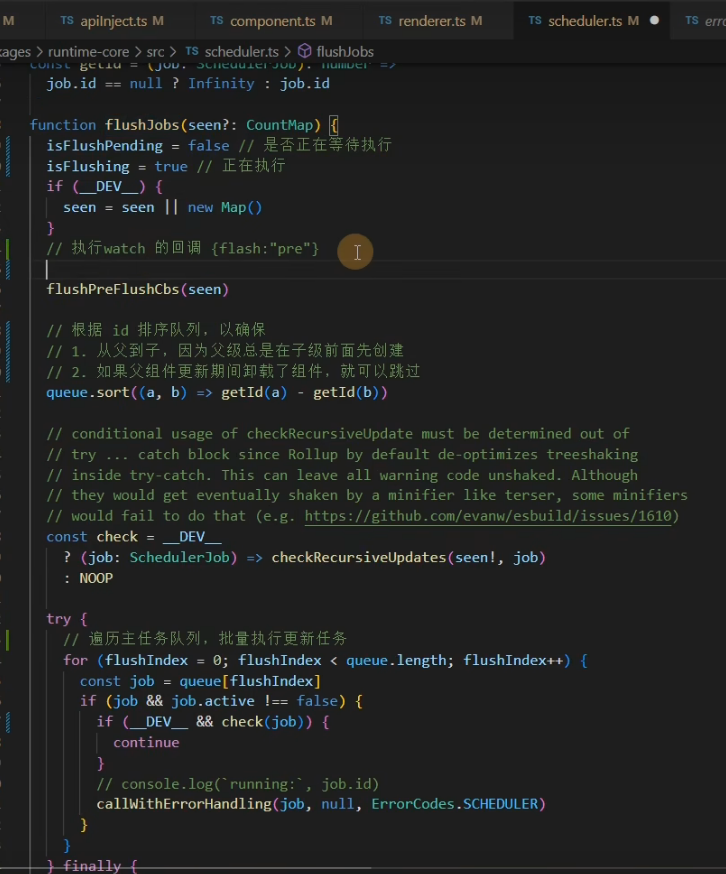 M TS apiInject.ts M TS component.ts M TS renderer.ts M TS scheduler.ts M ● TS
ages > runtime-core > src > TS scheduler.ts > flushJobs
const getId = (job: SchedulerJob): number =>
job.id == null ? Infinity : job.id
function flushJobs(seen?: CountMap) {
isFlushPending = false // 是否正在等待执行
isFlushing = true // 正在执行
if (__DEV__) {
seen = seen || new Map()
}
// 执行watch 的回调 {flash:"pre"}
flushPreFlushCbs(seen)
// 根据 id 排序队列，以确保
// 1. 从父到子，因为父级总是在子级前面先创建
// 2. 如果父组件更新期间卸载了组件，就可以跳过
queue.sort((a, b) => getId(a) - getId(b))
// conditional usage of checkRecursiveUpdate must be determined out of
// try ... catch block since Rollup by default de-optimizes treeshaking
// inside try-catch. This can leave all warning code unshaked. Although
// they would get eventually shaken by a minifier like terser, some minifiers
// would fail to do that (e.g. https://github.com/evanw/esbuild/issues/1610)
const check = __DEV__
? (job: SchedulerJob) => checkRecursiveUpdates(seen!, job)
: NOOP
try {
// 遍历主任务队列，批量执行更新任务
for (flushIndex = 0; flushIndex < queue.length; flushIndex++) {
const job = queue[flushIndex]
if (job && job.active !== false) {
if (__DEV__ && check(job)) {
continue
}
// console.log(`running:`, job.id)
callWithErrorHandling(job, null, ErrorCodes.SCHEDULER)
}
}
} finally {